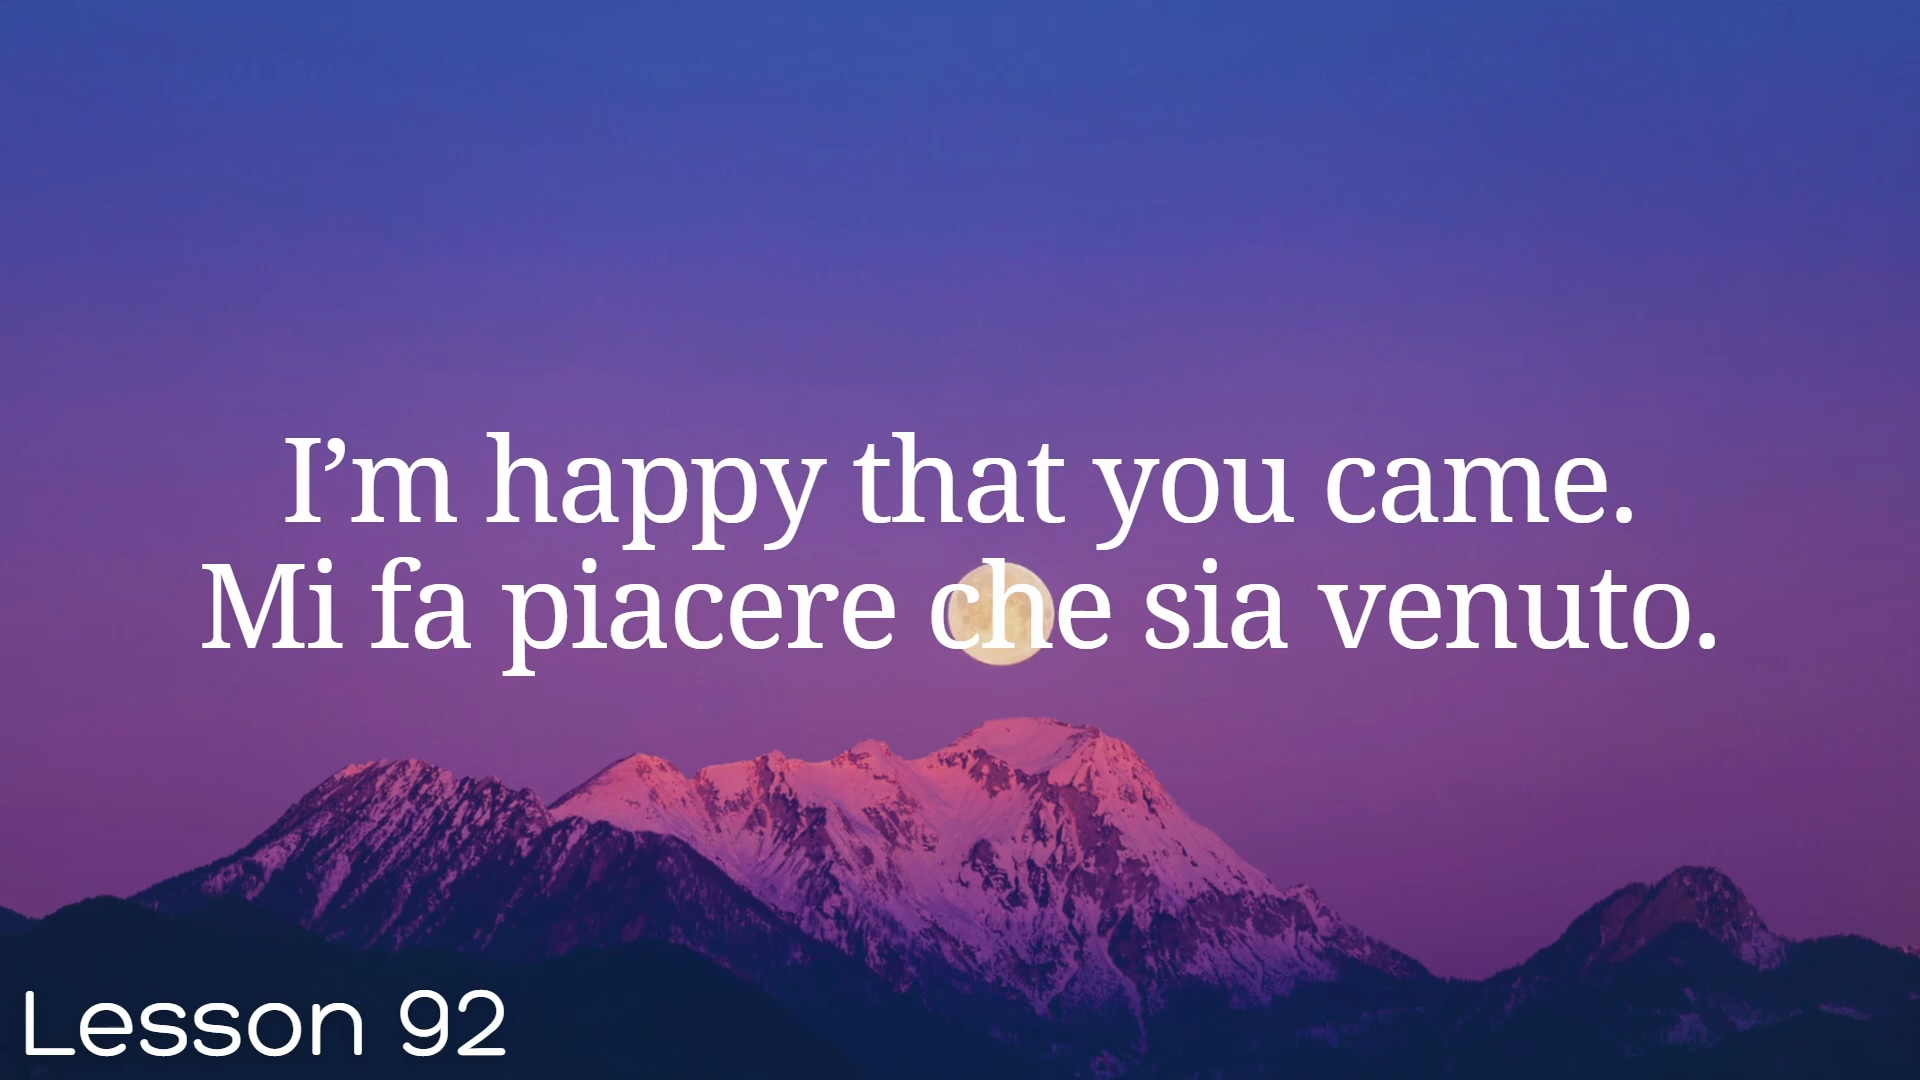 I’m happy that you came.
Mi fa piacere che sia venuto.
Lesson 92